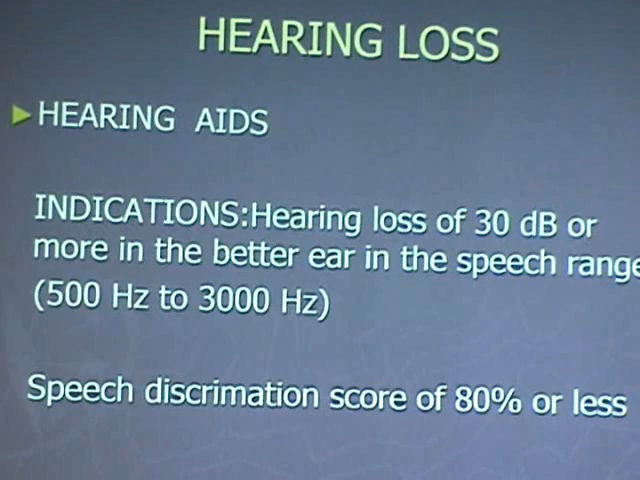 HEARING LOSS
HEARING AIDS
INDICATIONS:Hearing loss of 30 dB or
more in the better ear in the speech range
(500 Hz to 3000 Hz)
Speech discrimation score of 80% or less